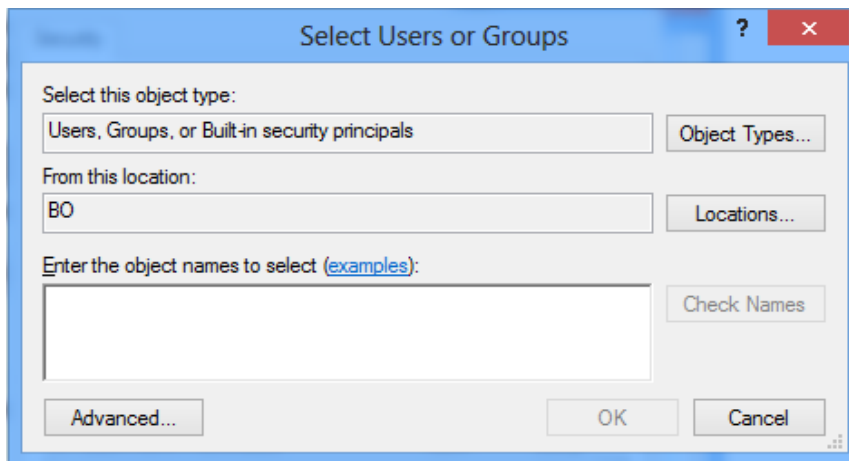 Select Users or Groups
?
Select this object type:
Users, Groups, or Built-in security principals
Object Types...
From this location:
BO
Locations...
Enter the object names to select (examples):
Check Names
Advanced...
OK
Cancel